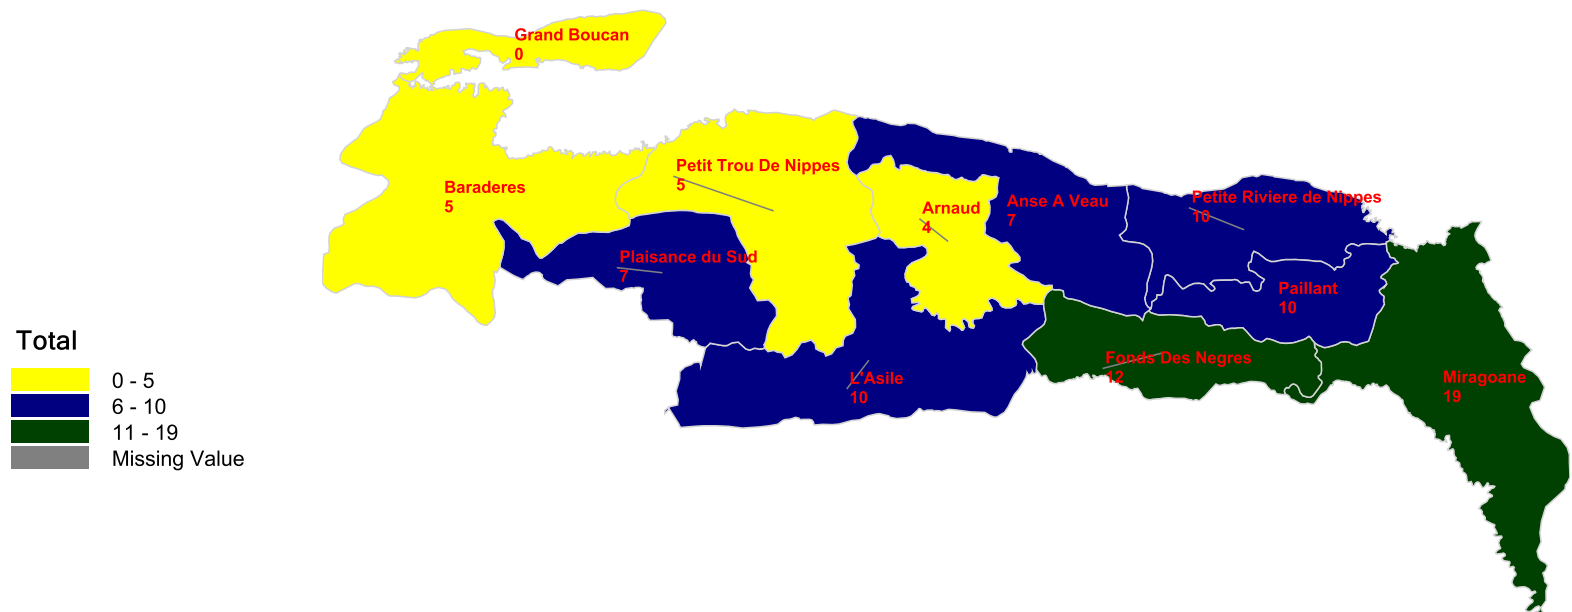 Grand Boucan
0
Petit Trou De Nippes
5
Baraderes
5
Arnaud
4
Anse A Veau
7
Petite Riviere de Nippes
10
Plaisance du Sud
7
Paillant
10
Fonds Des Negres
12
L'Asile
10
Miragoane
19
Total
0 - 5
6 - 10
11 - 19
Missing Value